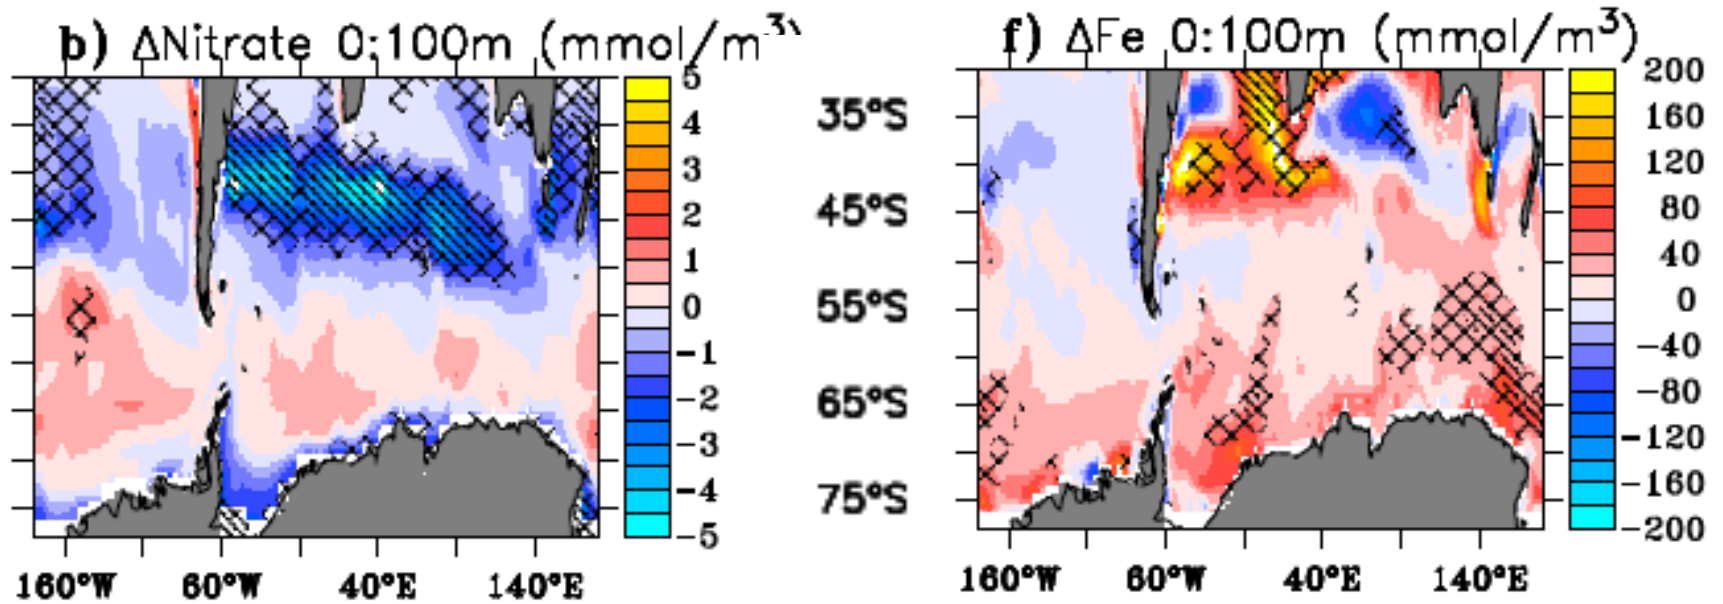 b) ΔNitrate 0:100m (mmol/m³)
5
4
3
2
1
0
−1
−2
−3
−4
−5
160°W 60°W 40°E 140°E
35°S
45°S
55°S
65°S
75°S
f) ΔFe 0:100m (mmol/m³)
200
160
120
80
40
0
−40
−80
−120
−160
−200
160°W 60°W 40°E 140°E